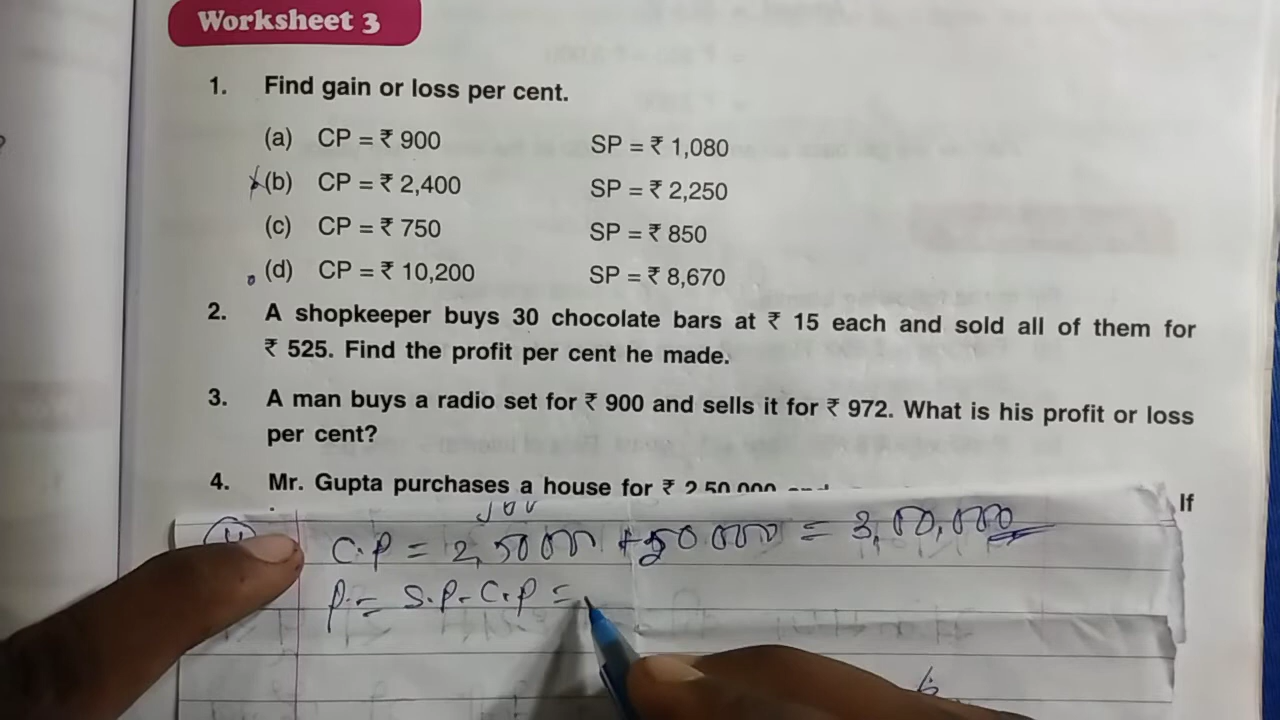 Worksheet 3
1. Find gain or loss per cent.
(a) CP = ₹ 900 SP = ₹ 1,080
(b) CP = ₹ 2,400 SP = ₹ 2,250
(c) CP = ₹ 750 SP = ₹ 850
(d) CP = ₹ 10,200 SP = ₹ 8,670
2. A shopkeeper buys 30 chocolate bars at ₹ 15 each and sold all of them for
₹ 525. Find the profit per cent he made.
3. A man buys a radio set for ₹ 900 and sells it for ₹ 972. What is his profit or loss
per cent?
4. Mr. Gupta purchases a house for ₹ 2,50,000 and
If
C.P = 2,50000 + 50000 = 3,00,000
P = S.P - C.P =